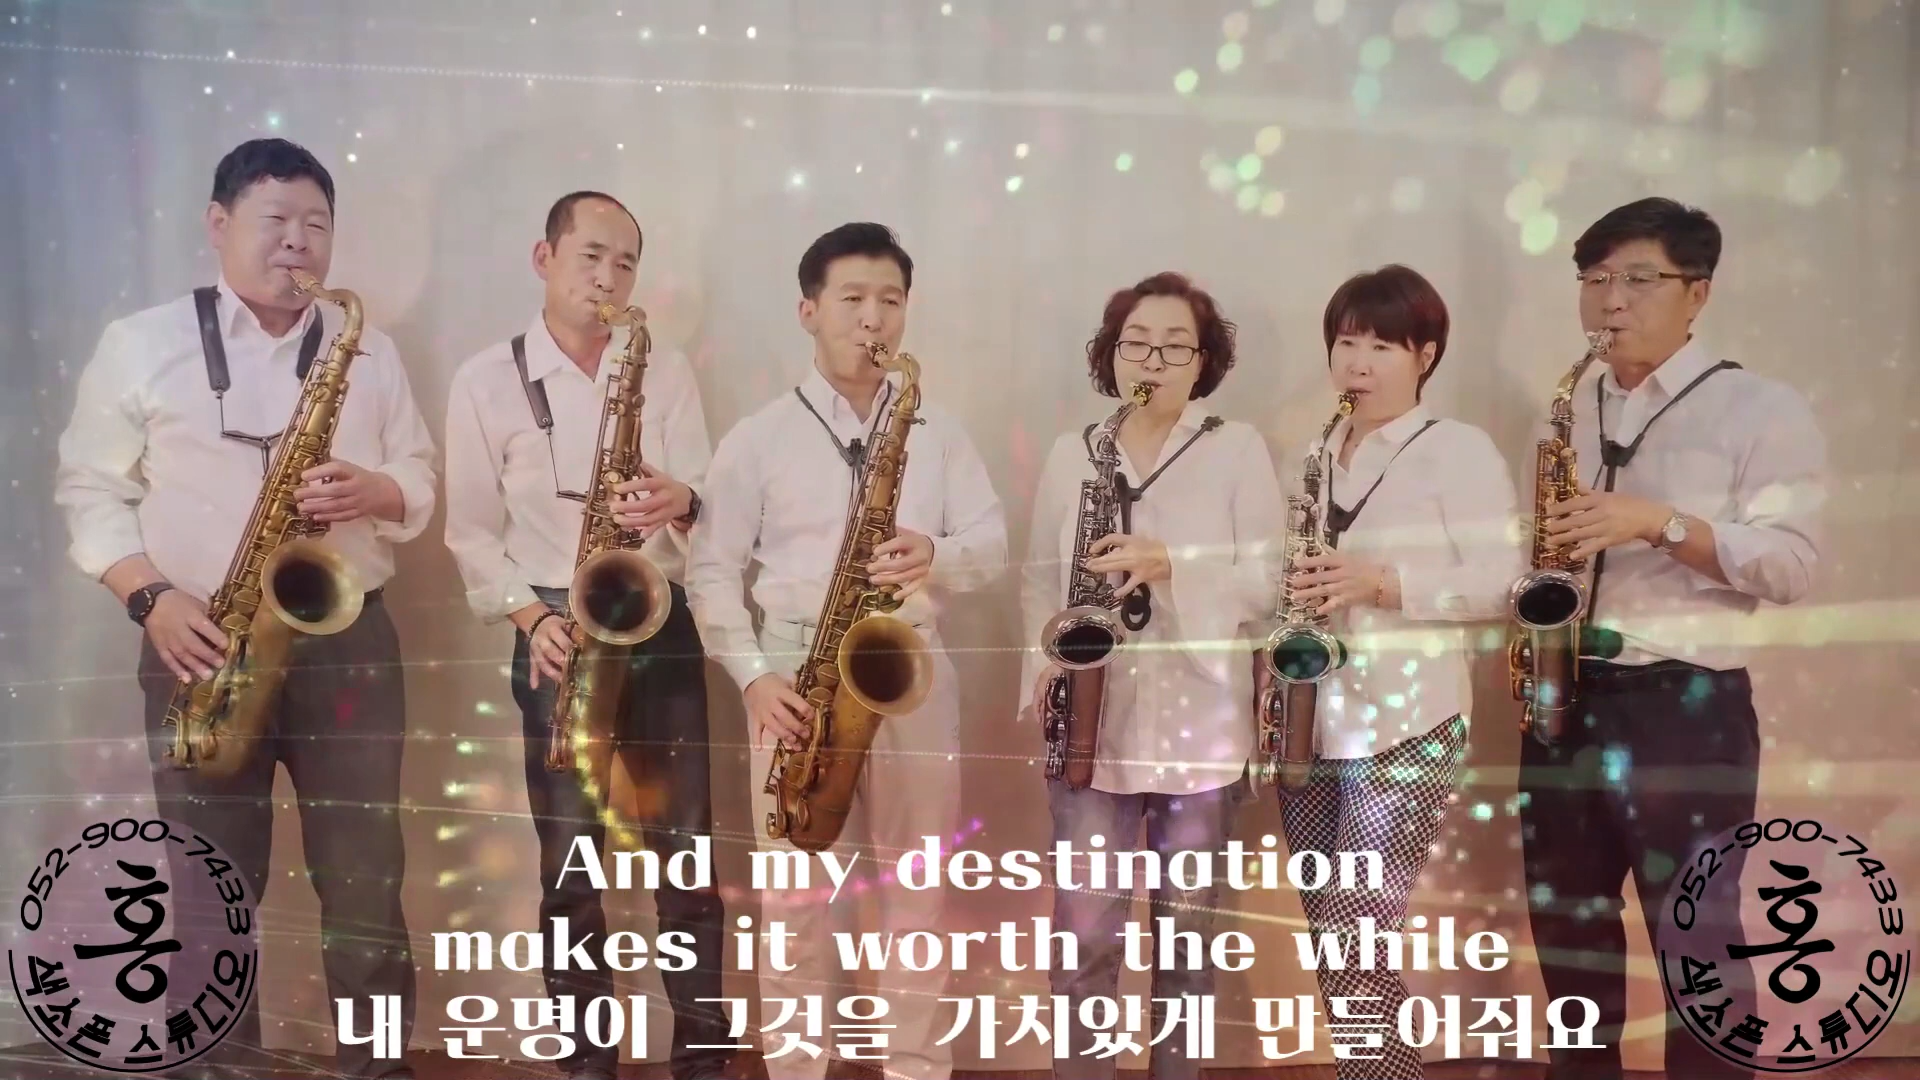 And my destination
makes it worth the while
내 운명이 그것을 가치있게 만들어줘요
052-900-7433
홍
색소폰 스튜디오
052-900-7433
홍
색소폰 스튜디오